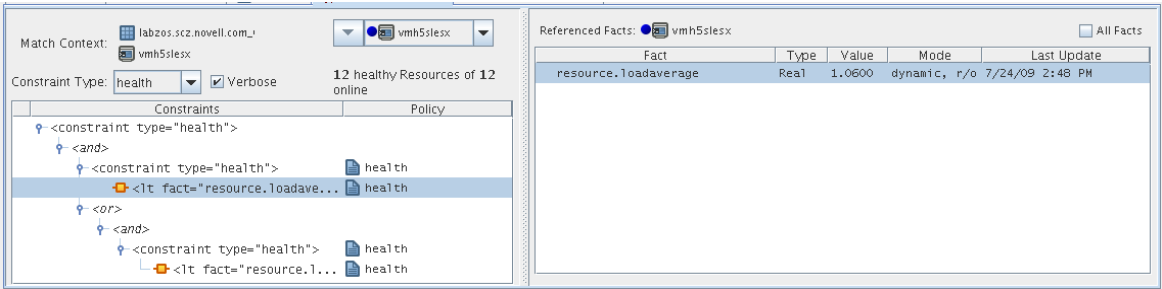 Match Context: labzos.scz.novell.com_
vmh5slesx
vmh5slesx
Constraint Type: health Verbose
12 healthy Resources of 12 online
Constraints Policy
<constraint type="health">
<and>
<constraint type="health"> health
<lt fact="resource.loadave... health
<or>
<and>
<constraint type="health"> health
<lt fact="resource.l... health
Referenced Facts: vmh5slesx All Facts
Fact Type Value Mode Last Update
resource.loadaverage Real 1.0600 dynamic, r/o 7/24/09 2:48 PM